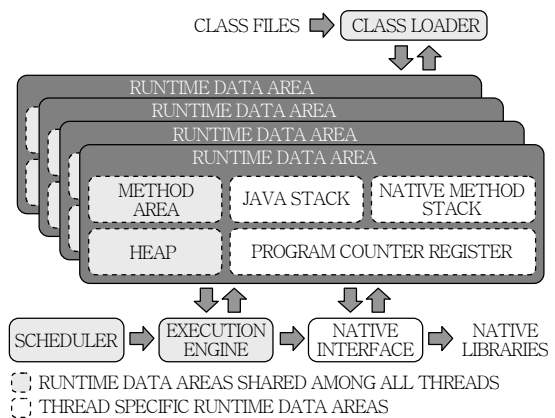 CLASS FILES
CLASS LOADER
RUNTIME DATA AREA
RUNTIME DATA AREA
RUNTIME DATA AREA
RUNTIME DATA AREA
METHOD
AREA
JAVA STACK
NATIVE METHOD
STACK
HEAP
PROGRAM COUNTER REGISTER
SCHEDULER
EXECUTION
ENGINE
NATIVE
INTERFACE
NATIVE
LIBRARIES
RUNTIME DATA AREAS SHARED AMONG ALL THREADS
THREAD SPECIFIC RUNTIME DATA AREAS